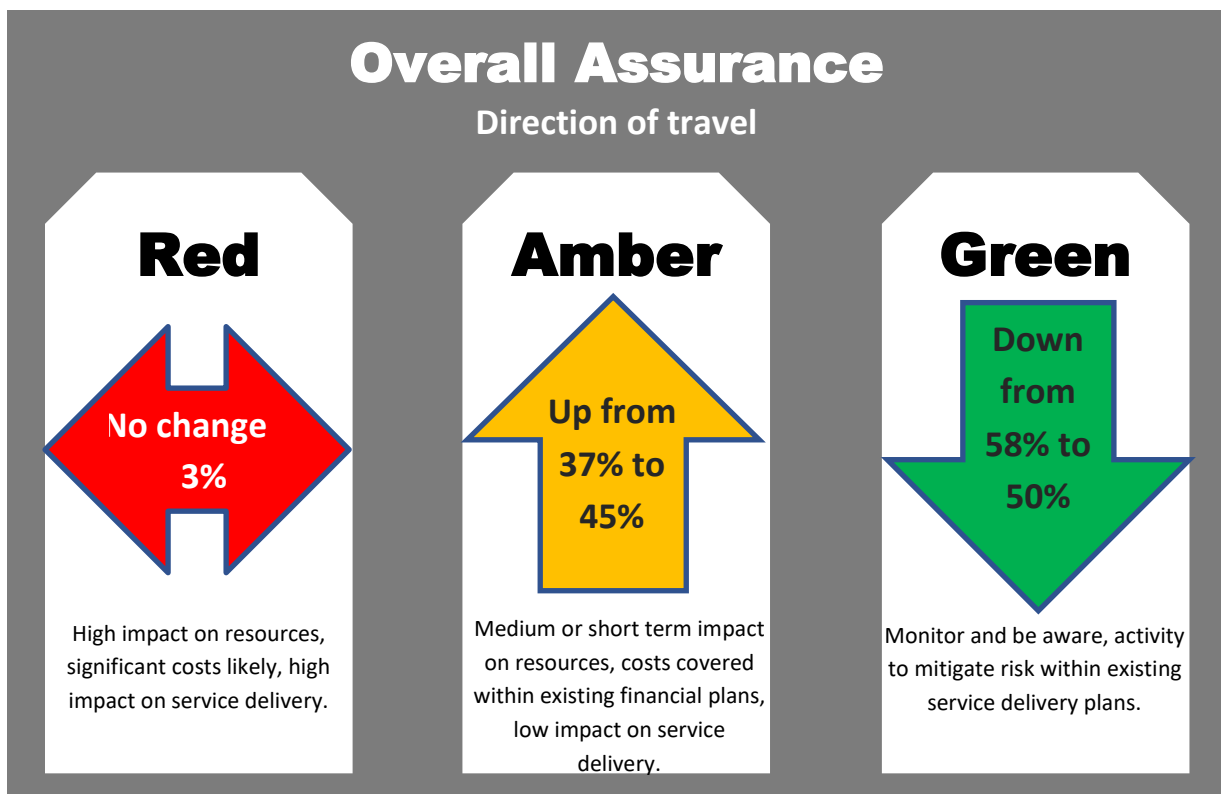 Overall Assurance
Direction of travel
Red
No change
3%
High impact on resources,
significant costs likely, high
impact on service delivery.
Amber
Up from
37% to
45%
Medium or short term impact
on resources, costs covered
within existing financial plans,
low impact on service
delivery.
Green
Down
from
58% to
50%
Monitor and be aware, activity
to mitigate risk within existing
service delivery plans.